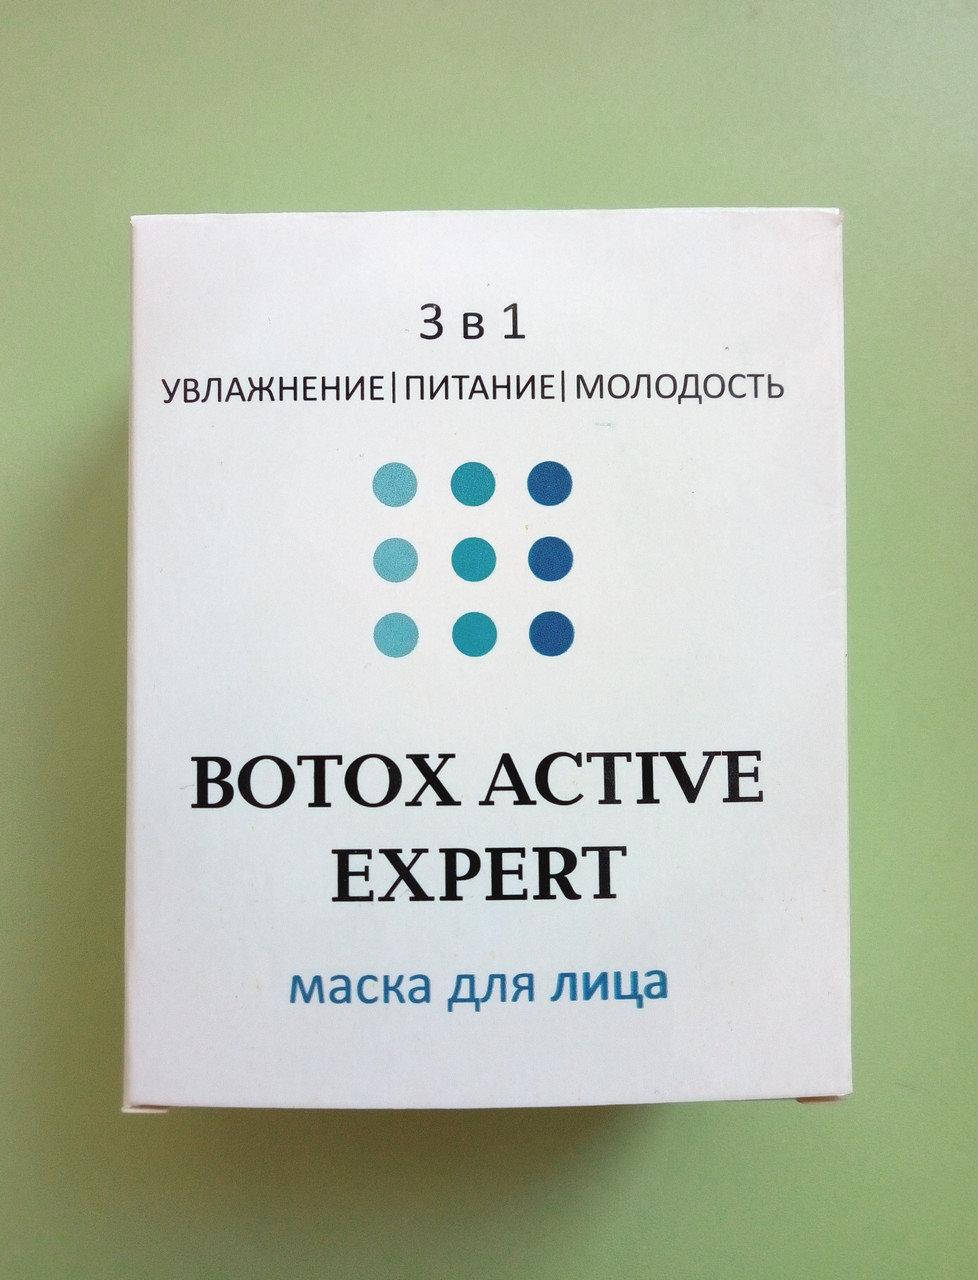 3 в 1
УВЛАЖНЕНИЕ|ПИТАНИЕ|МОЛОДОСТЬ
BOTOX ACTIVE
EXPERT
маска для лица